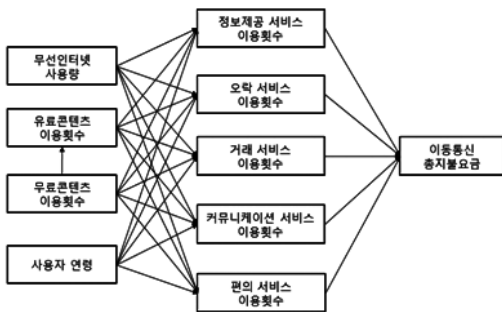 정보제공 서비스
이용횟수
무선인터넷
사용량
오락 서비스
이용횟수
유료콘텐츠
이용횟수
거래 서비스
이용횟수
이동통신
총지불요금
무료콘텐츠
이용횟수
커뮤니케이션 서비스
이용횟수
사용자 연령
편의 서비스
이용횟수